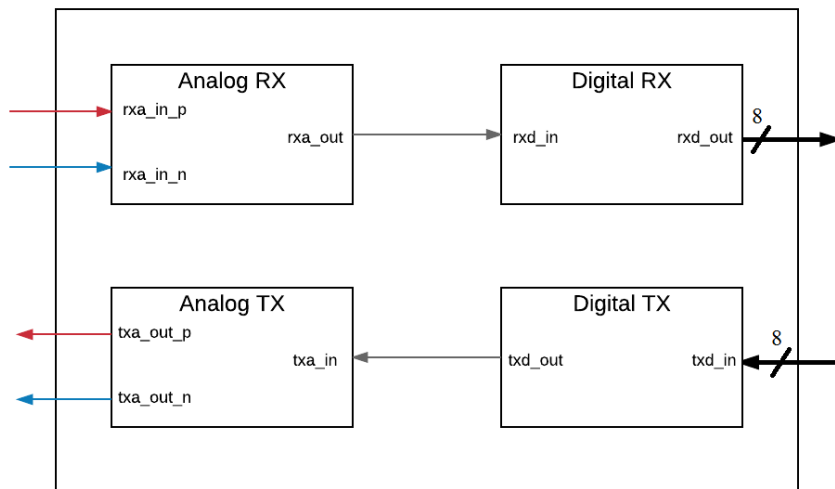 Analog RX
rxa_in_p
rxa_out
rxa_in_n
Digital RX
rxd_in
rxd_out
8
Analog TX
txa_out_p
txa_in
txa_out_n
Digital TX
txd_out
txd_in
8